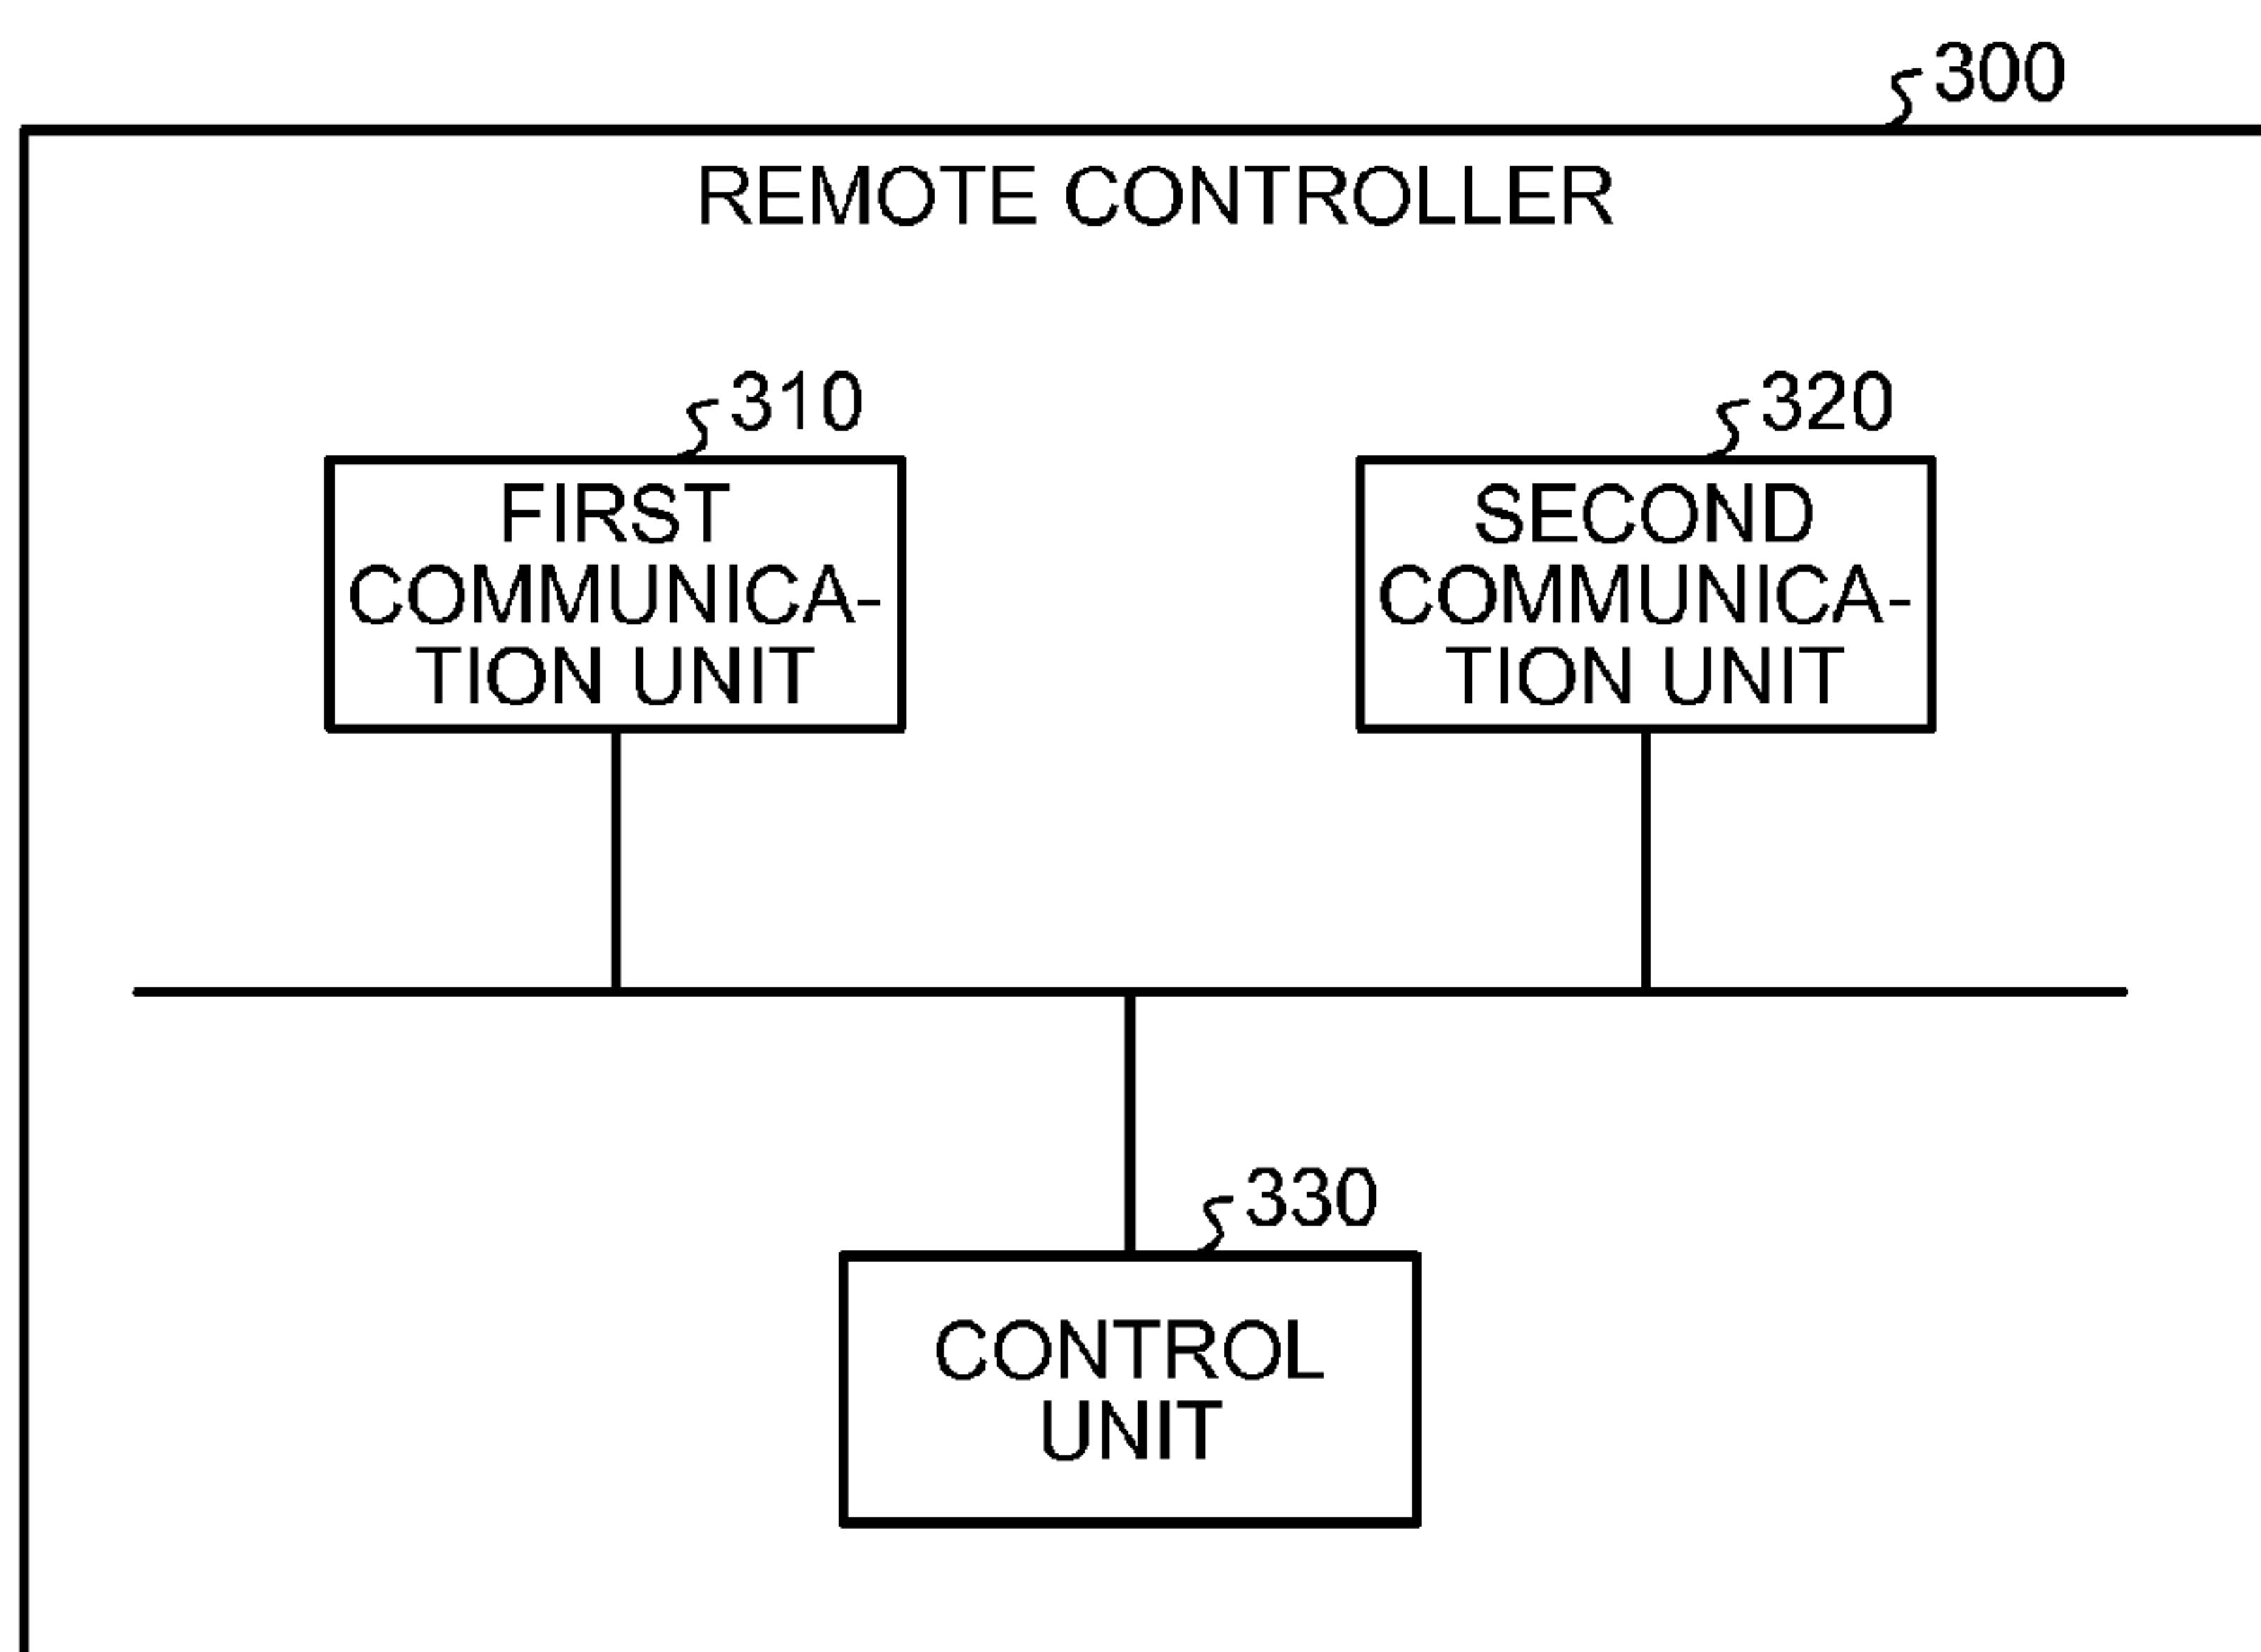 300
REMOTE CONTROLLER
310
320
FIRST
COMMUNICA-
TION UNIT
SECOND
COMMUNICA-
TION UNIT
330
CONTROL
UNIT